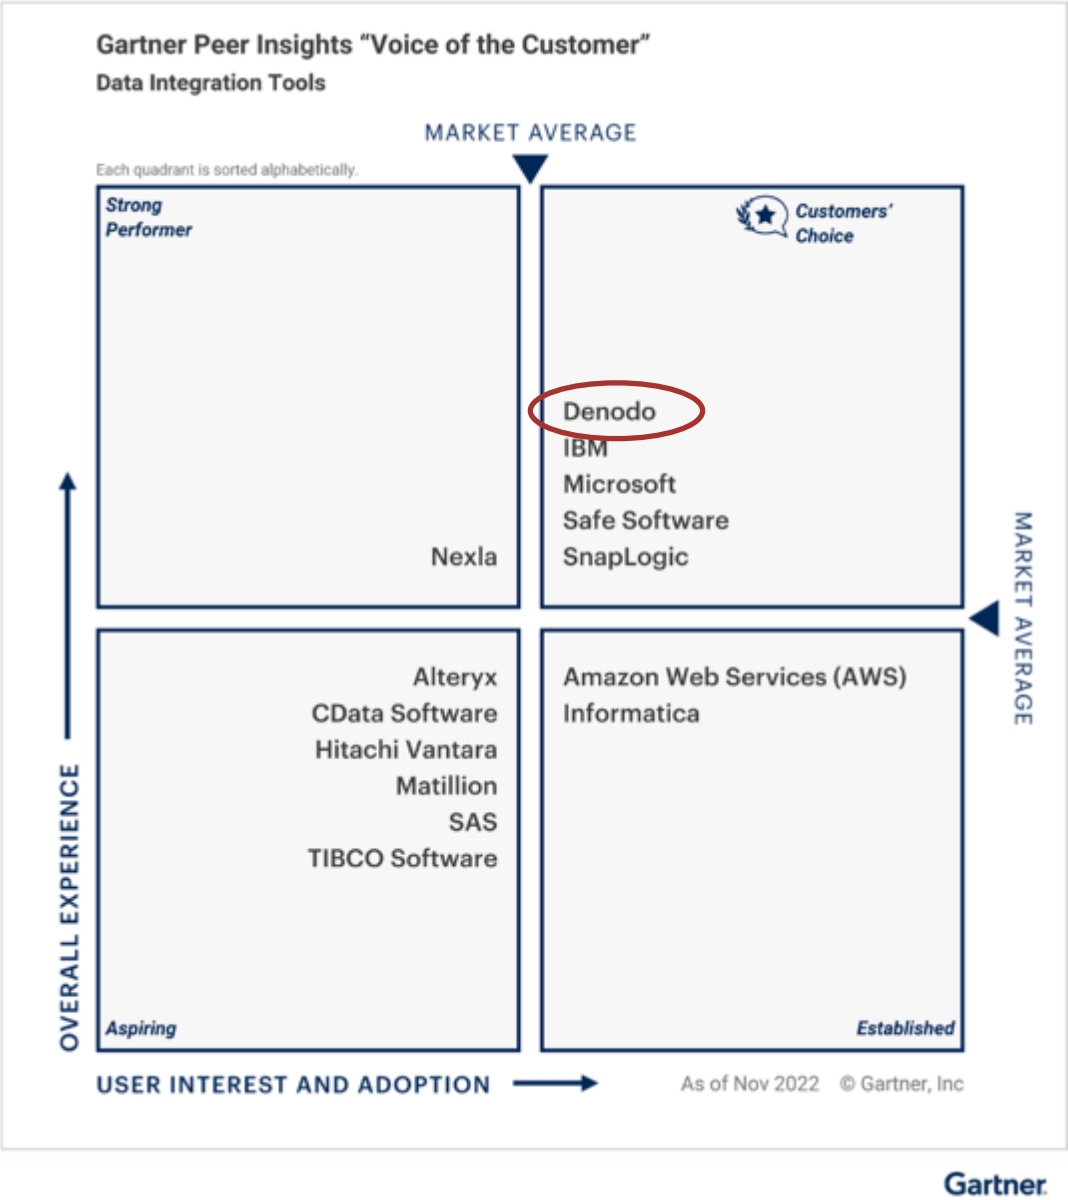 Gartner Peer Insights “Voice of the Customer”
Data Integration Tools
MARKET AVERAGE
Each quadrant is sorted alphabetically.
Strong
Performer
Customers’
Choice
Denodo
IBM
Microsoft
Safe Software
SnapLogic
Nexla
MARKET AVERAGE
Alteryx
CData Software
Hitachi Vantara
Matillion
SAS
TIBCO Software
Amazon Web Services (AWS)
Informatica
OVERALL EXPERIENCE
Aspiring
Established
USER INTEREST AND ADOPTION
As of Nov 2022 © Gartner, Inc
Gartner